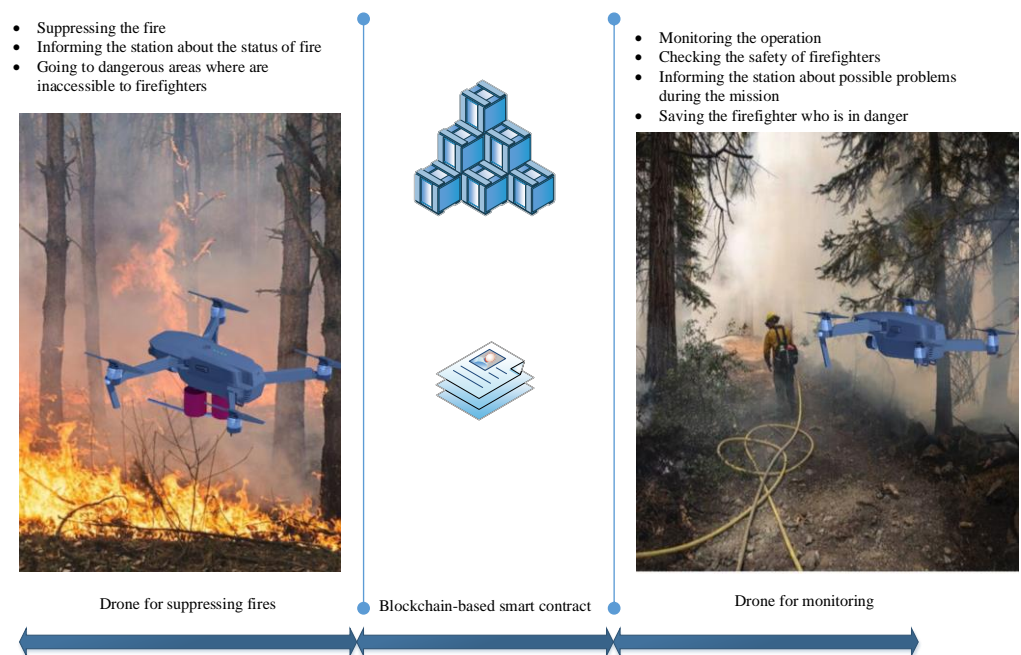 • Suppressing the fire
• Informing the station about the status of fire
• Going to dangerous areas where are
inaccessible to firefighters
• Monitoring the operation
• Checking the safety of firefighters
• Informing the station about possible problems
during the mission
• Saving the firefighter who is in danger
Drone for suppressing fires
Blockchain-based smart contract
Drone for monitoring